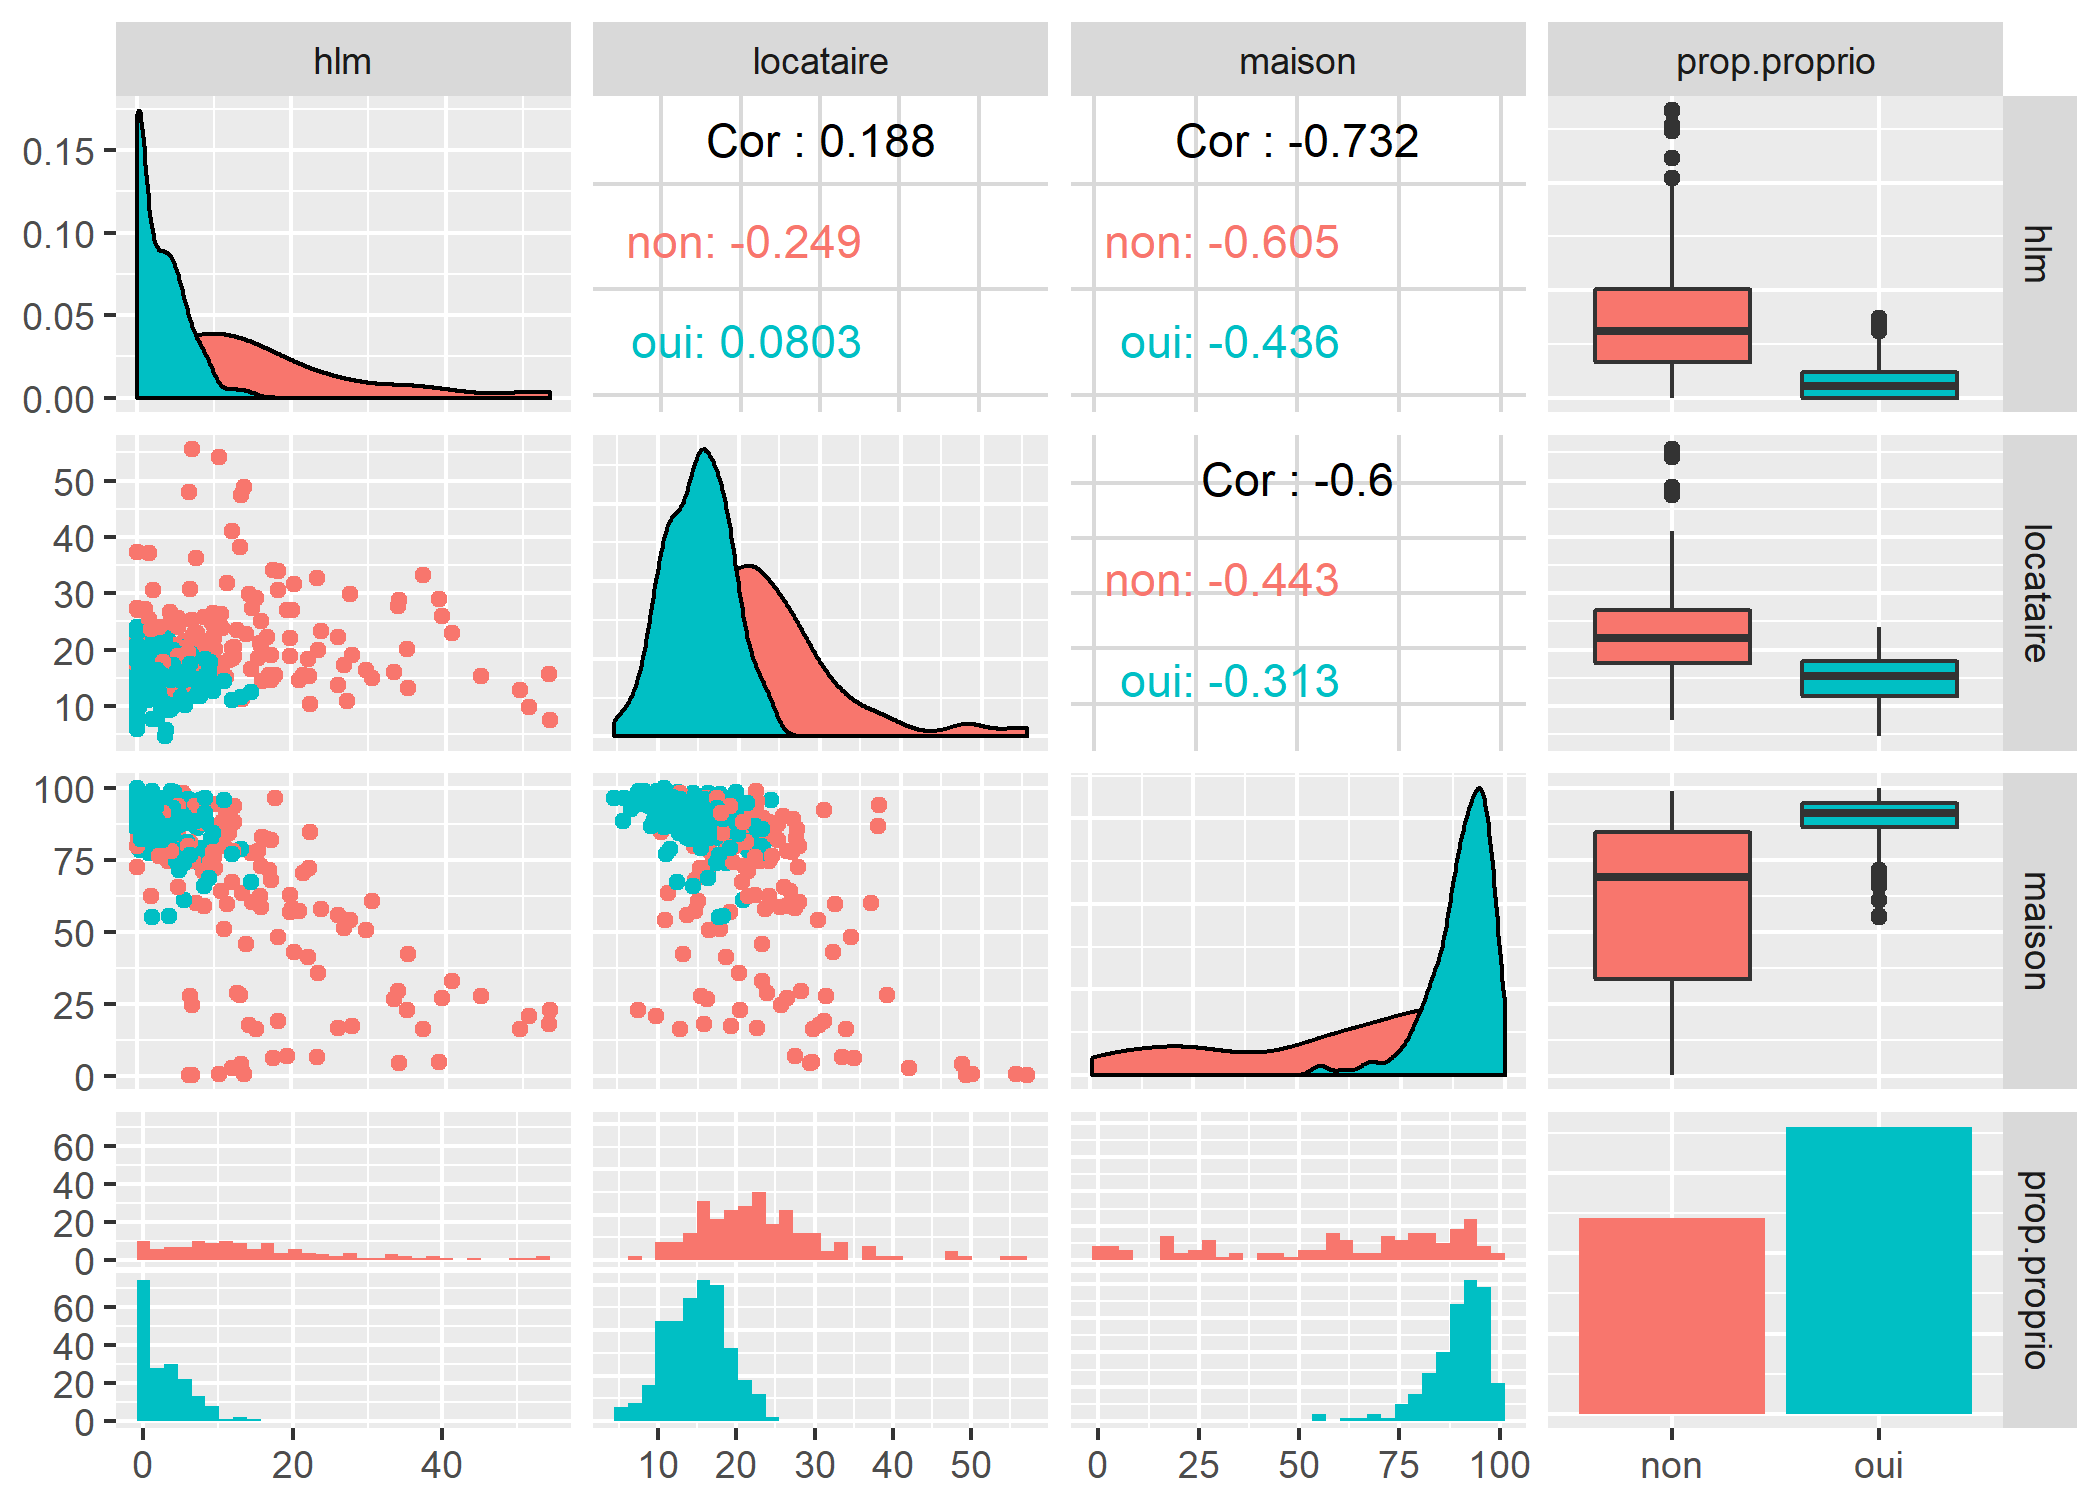 hlm
locataire
maison
prop.proprio
0.15
0.10
0.05
0.00
Cor : 0.188
non: -0.249
oui: 0.0803
Cor : -0.732
non: -0.605
oui: -0.436
hlm
50
40
30
20
10
Cor : -0.6
non: -0.443
oui: -0.313
locataire
100
75
50
25
0
maison
60
40
20
0
60
40
20
0
prop.proprio
0 20 40
10 20 30 40 50
0 25 50 75 100
non oui